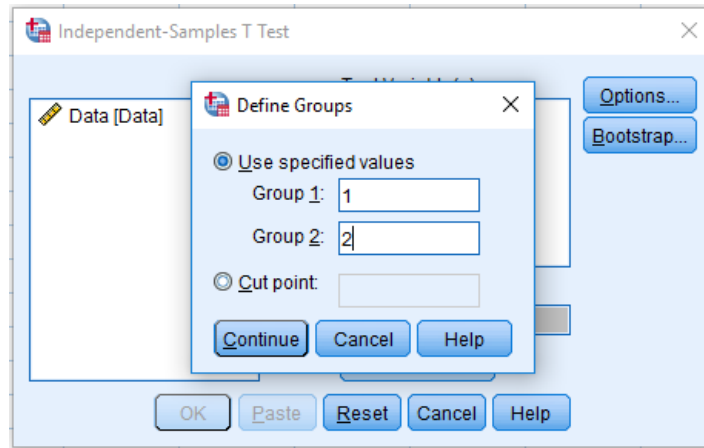 Independent-Samples T Test
Options...
Data [Data]
Define Groups
Bootstrap...
Use specified values
Group 1: 1
Group 2: 2
Cut point:
Continue Cancel Help
OK Paste Reset Cancel Help